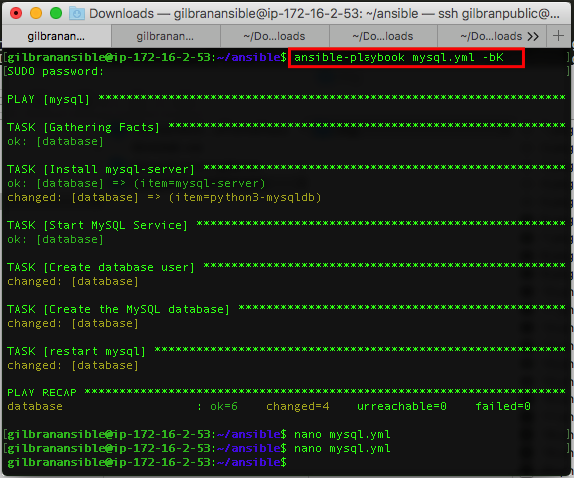 Downloads — gilbranansible@ip-172-16-2-53: ~/ansible — ssh gilbranpublic@...
gilbranan... gilbranan... ~/Do...loads ~/Do...loads ~/Do...loads >> +
[gilbranansible@ip-172-16-2-53:~/ansible$ ansible-playbook mysql.yml -bK ]
[SUDO password: ]
PLAY [mysql] *********************************************************
TASK [Gathering Facts] ***********************************************
ok: [database]
TASK [Install mysql-server] ******************************************
ok: [database] => (item=mysql-server)
changed: [database] => (item=python3-mysqldb)
TASK [Start MySQL Service] *******************************************
ok: [database]
TASK [Create database user] ******************************************
changed: [database]
TASK [Create the MySQL database] *************************************
changed: [database]
TASK [restart mysql] *************************************************
changed: [database]
PLAY RECAP ***********************************************************
database : ok=6 changed=4 unreachable=0 failed=0
[gilbranansible@ip-172-16-2-53:~/ansible$ nano mysql.yml ]
[gilbranansible@ip-172-16-2-53:~/ansible$ nano mysql.yml ]
gilbranansible@ip-172-16-2-53:~/ansible$